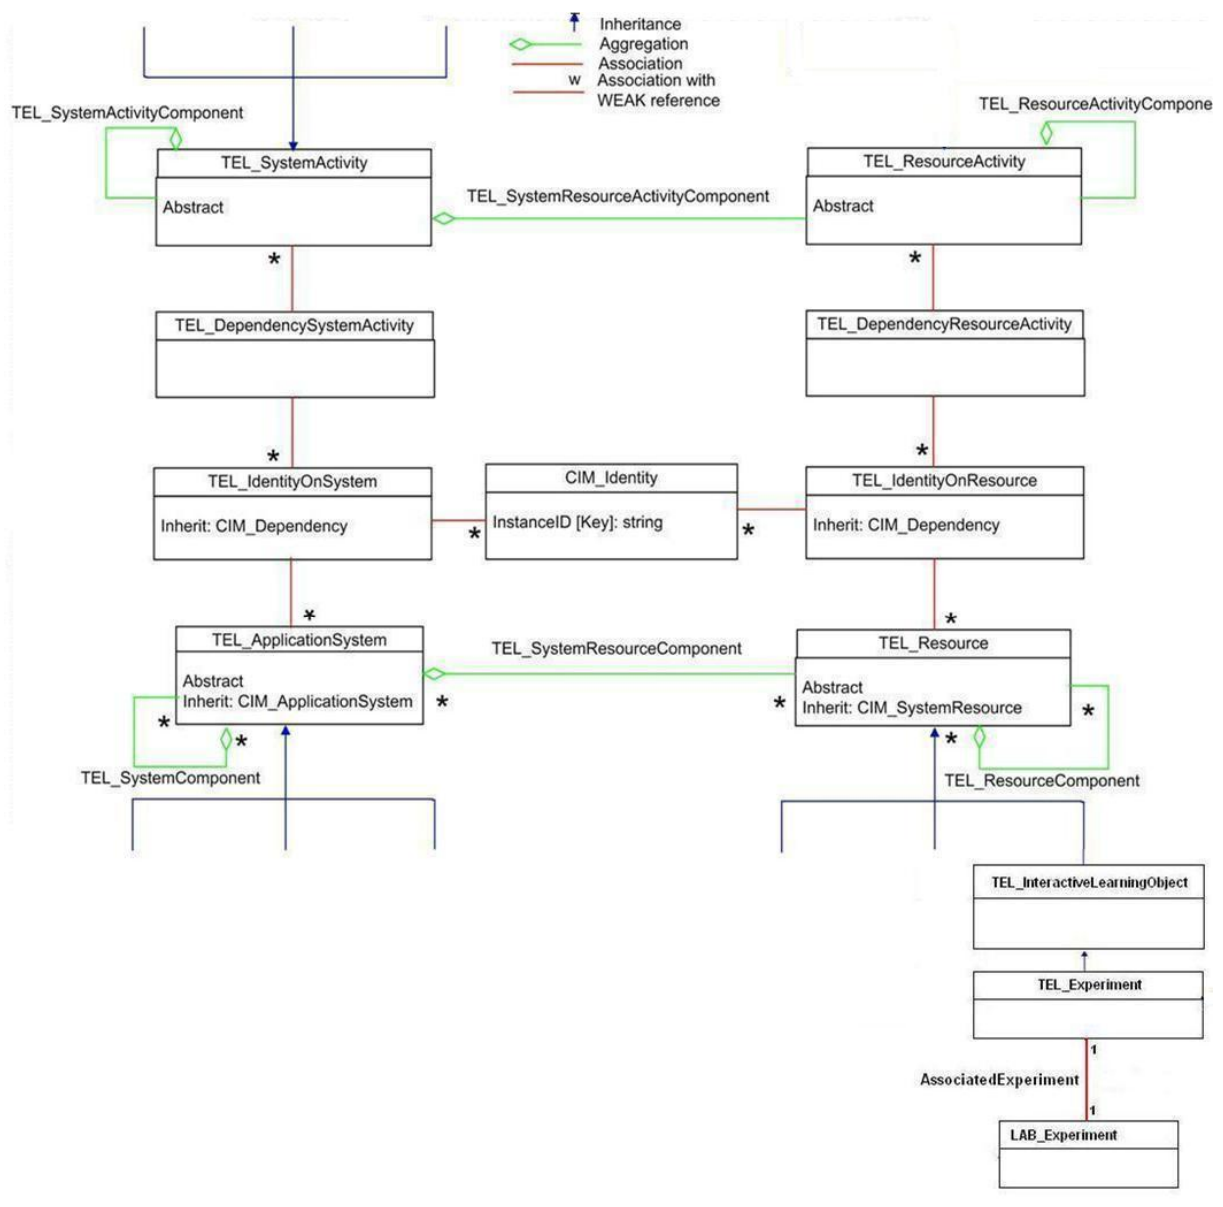 Inheritance
Aggregation
Association
w Association with
WEAK reference
TEL_SystemActivityComponent
TEL_ResourceActivityCompone
TEL_SystemActivity
Abstract
TEL_SystemResourceActivityComponent
TEL_ResourceActivity
Abstract
*
*
TEL_DependencySystemActivity
TEL_DependencyResourceActivity
*
*
TEL_IdentityOnSystem
Inherit: CIM_Dependency
*
CIM_Identity
InstanceID [Key]: string
*
TEL_IdentityOnResource
Inherit: CIM_Dependency
*
*
TEL_ApplicationSystem
Abstract
Inherit: CIM_ApplicationSystem
TEL_SystemResourceComponent
*
*
TEL_Resource
Abstract
Inherit: CIM_SystemResource
*
*
*
*
TEL_SystemComponent
TEL_ResourceComponent
TEL_InteractiveLearningObject
TEL_Experiment
1
AssociatedExperiment
1
LAB_Experiment